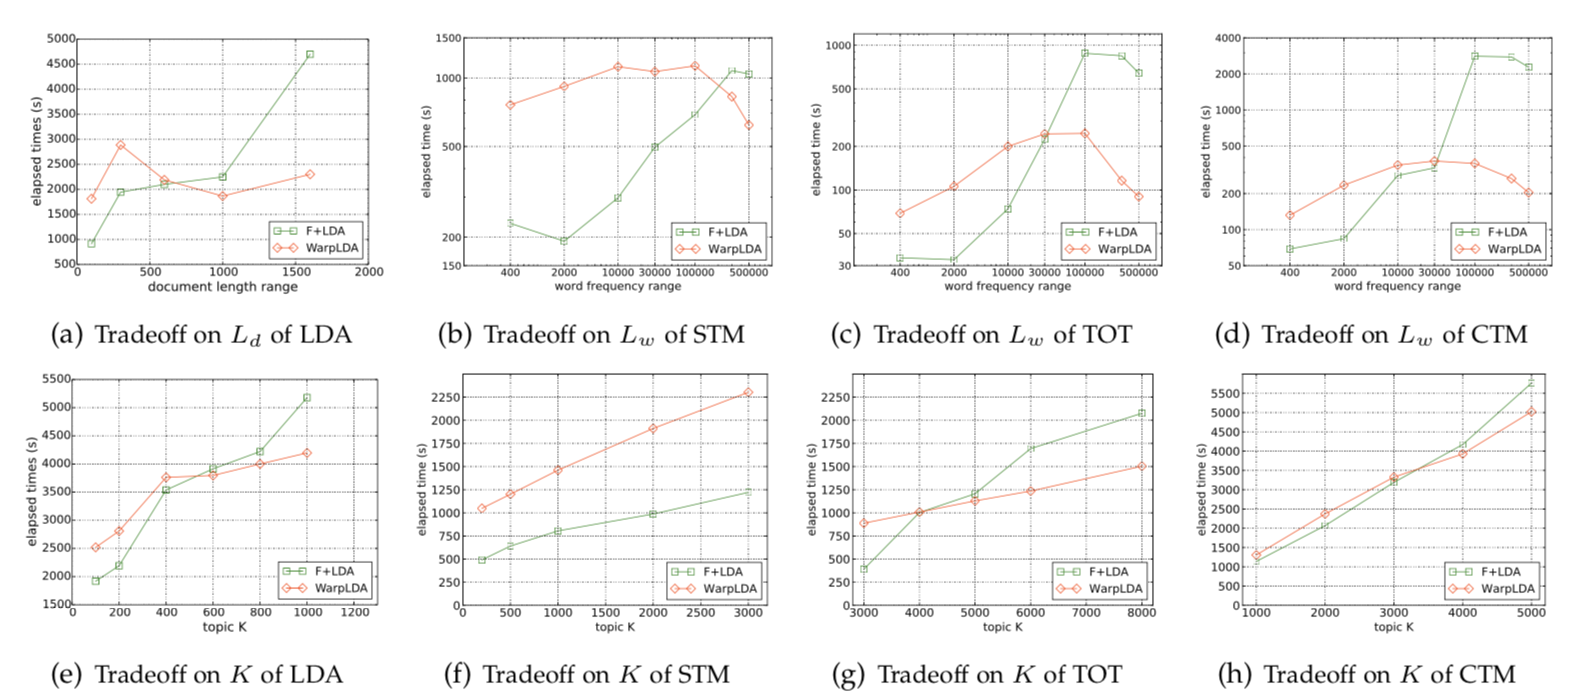 5000
4500
4000
3500
3000
2500
2000
1500
1000
500
0 500 1000 1500 2000
elapsed times (s)
document length range
F+LDA
WarpLDA
(a) Tradeoff on L_d of LDA
1500
1000
500
200
150
400 2000 10000 30000 100000 500000
elapsed time (s)
word frequency range
F+LDA
WarpLDA
(b) Tradeoff on L_w of STM
1000
500
200
100
50
30
400 2000 10000 30000 100000 500000
elapsed time (s)
word frequency range
F+LDA
WarpLDA
(c) Tradeoff on L_w of TOT
4000
2000
1000
500
200
100
50
400 2000 10000 30000 100000 500000
elapsed time (s)
word frequency range
F+LDA
WarpLDA
(d) Tradeoff on L_w of CTM
5500
5000
4500
4000
3500
3000
2500
2000
1500
0 200 400 600 800 1000 1200
elapsed times (s)
topic K
F+LDA
WarpLDA
(e) Tradeoff on K of LDA
2250
2000
1750
1500
1250
1000
750
500
250
0
0 500 1000 1500 2000 2500 3000
elapsed time (s)
topic K
F+LDA
WarpLDA
(f) Tradeoff on K of STM
2250
2000
1750
1500
1250
1000
750
500
250
0
3000 4000 5000 6000 7000 8000
elapsed time (s)
topic K
F+LDA
WarpLDA
(g) Tradeoff on K of TOT
5500
5000
4500
4000
3500
3000
2500
2000
1500
1000
500
0
1000 2000 3000 4000 5000
elapsed time (s)
topic K
F+LDA
WarpLDA
(h) Tradeoff on K of CTM